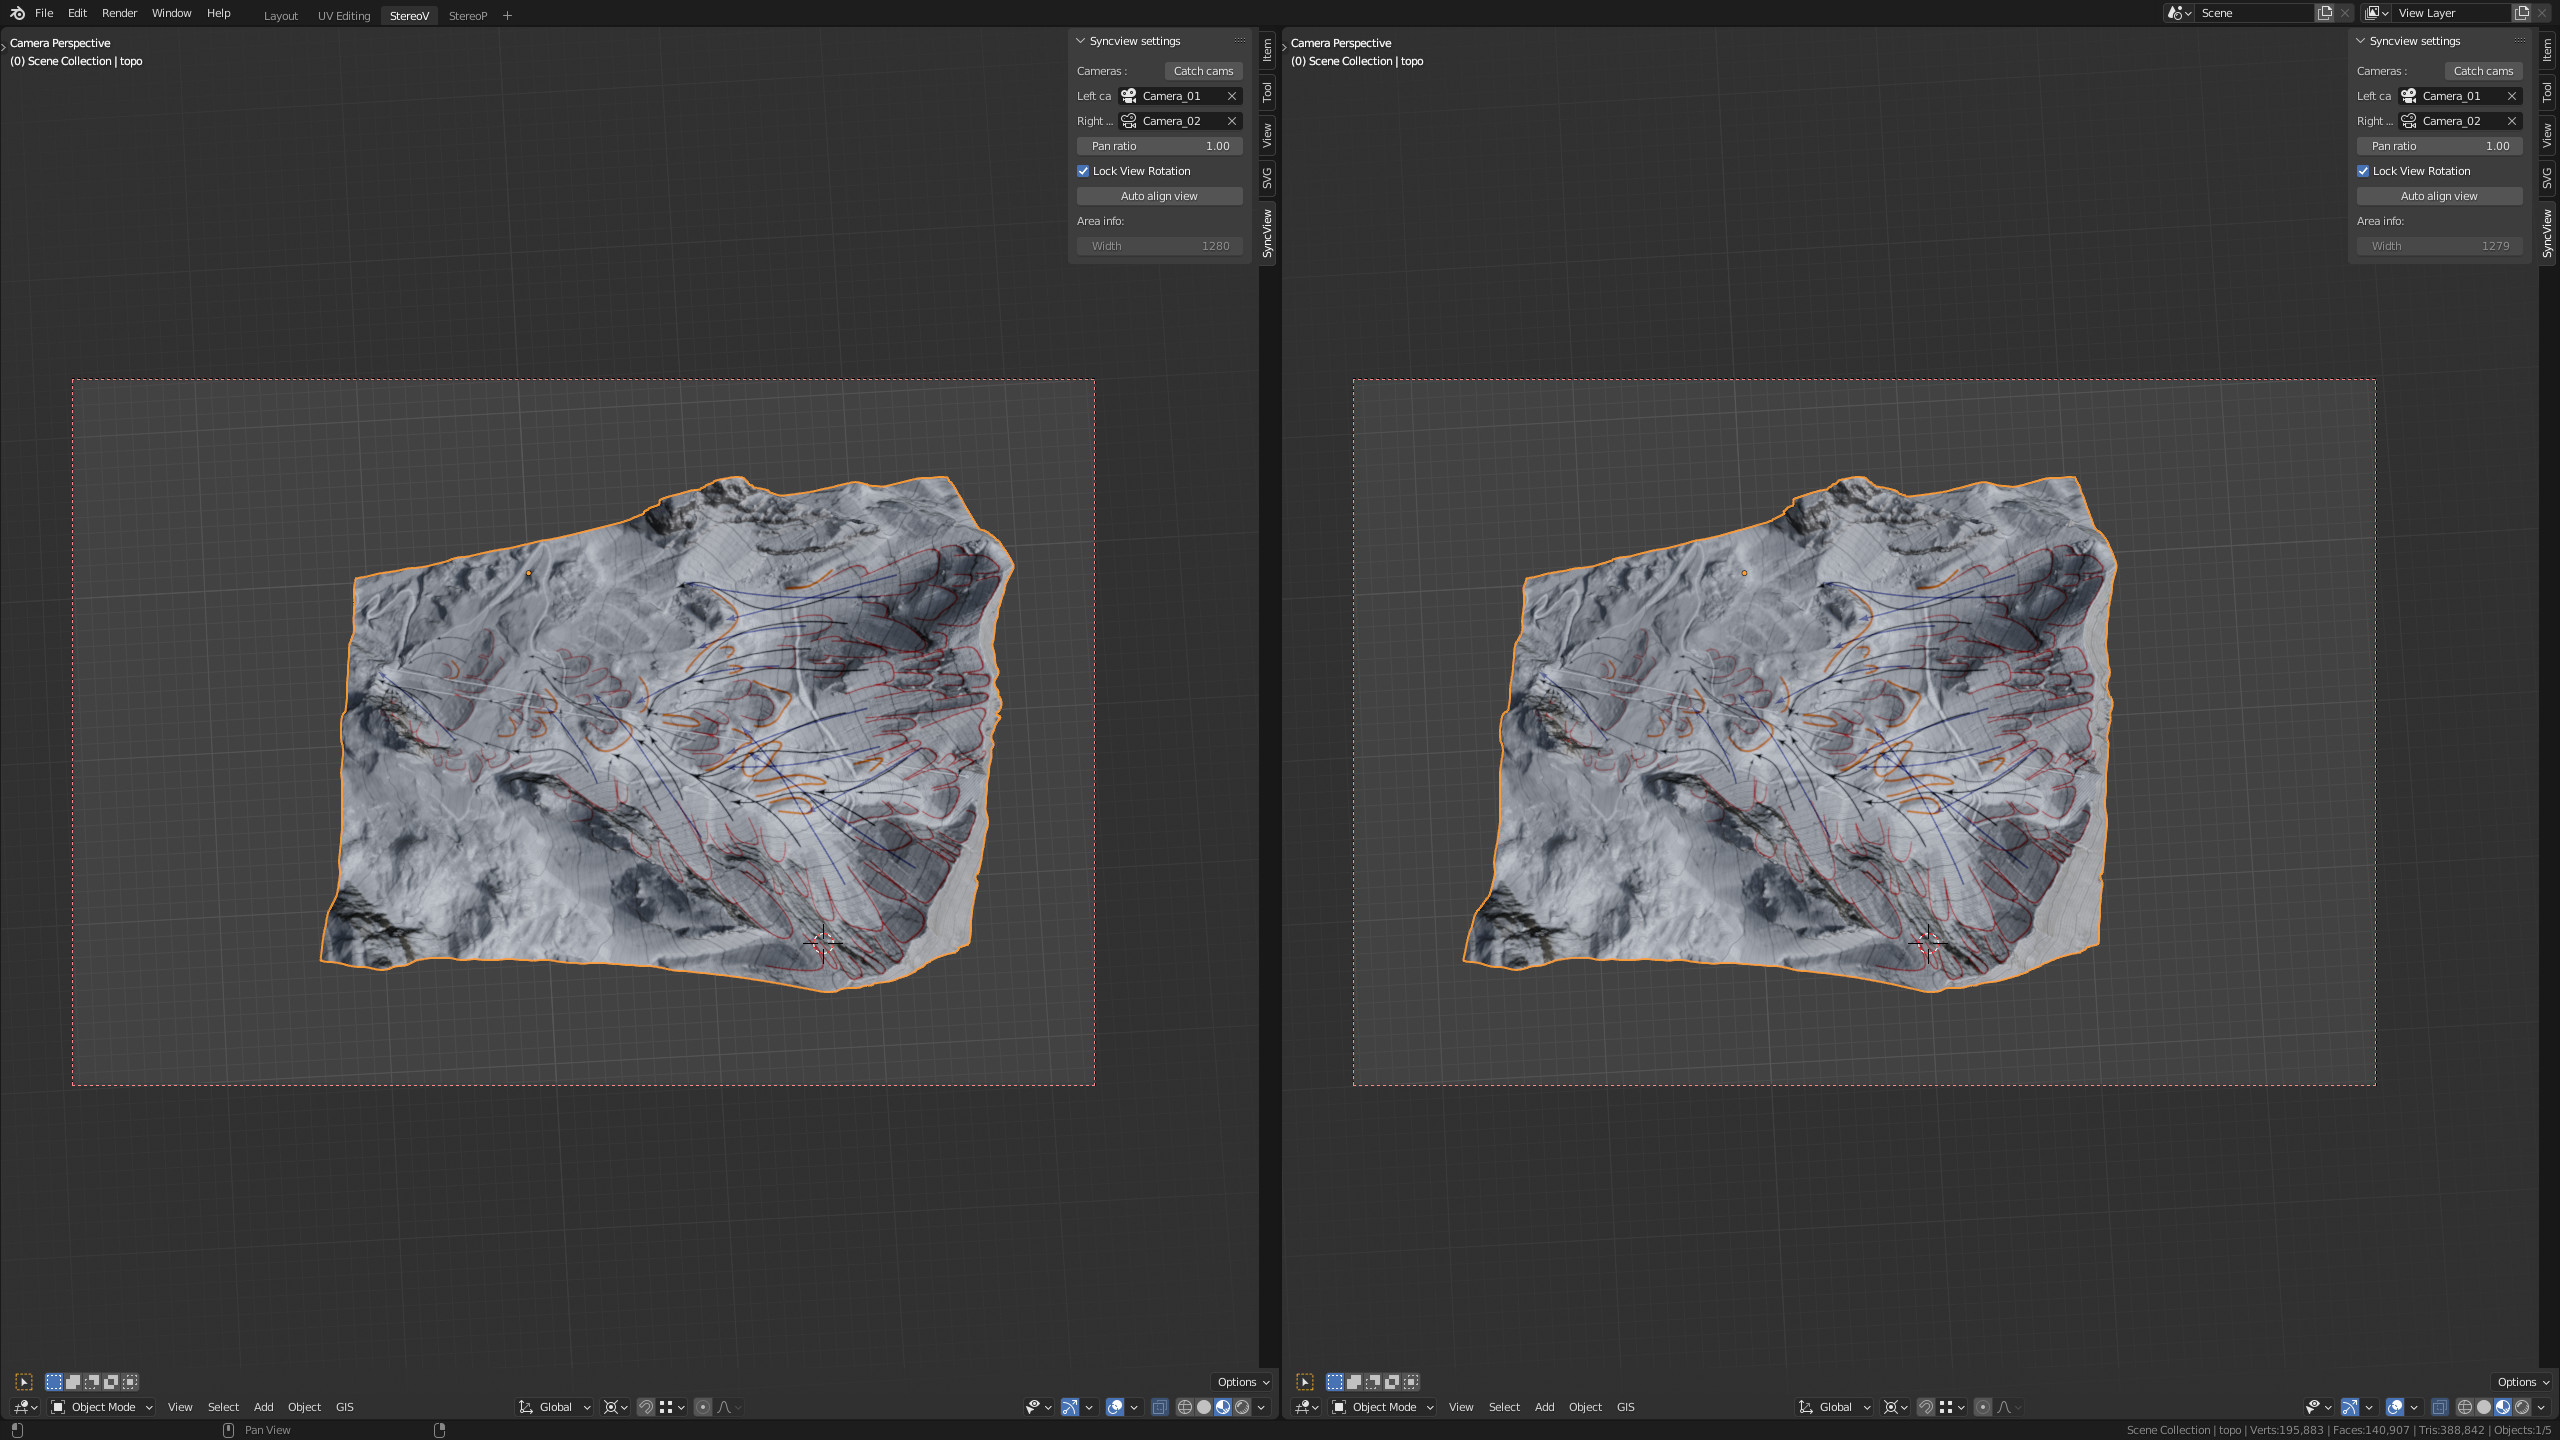 File Edit Render Window Help Layout UV Editing StereoV StereoP + Scene View Layer
Camera Perspective
(0) Scene Collection | topo
Syncview settings
Cameras : Catch cams
Left ca Camera_01
Right ... Camera_02
Pan ratio 1.00
Lock View Rotation
Auto align view
Area info:
Width 1280
Item
Tool
View
SVG
SyncView
Options
Object Mode View Select Add Object GIS Global
Camera Perspective
(0) Scene Collection | topo
Syncview settings
Cameras : Catch cams
Left ca Camera_01
Right ... Camera_02
Pan ratio 1.00
Lock View Rotation
Auto align view
Area info:
Width 1279
Item
Tool
View
SVG
SyncView
Options
Object Mode View Select Add Object GIS Global
Pan View
Scene Collection | topo | Verts:195,883 | Faces:140,907 | Tris:388,842 | Objects:1/5